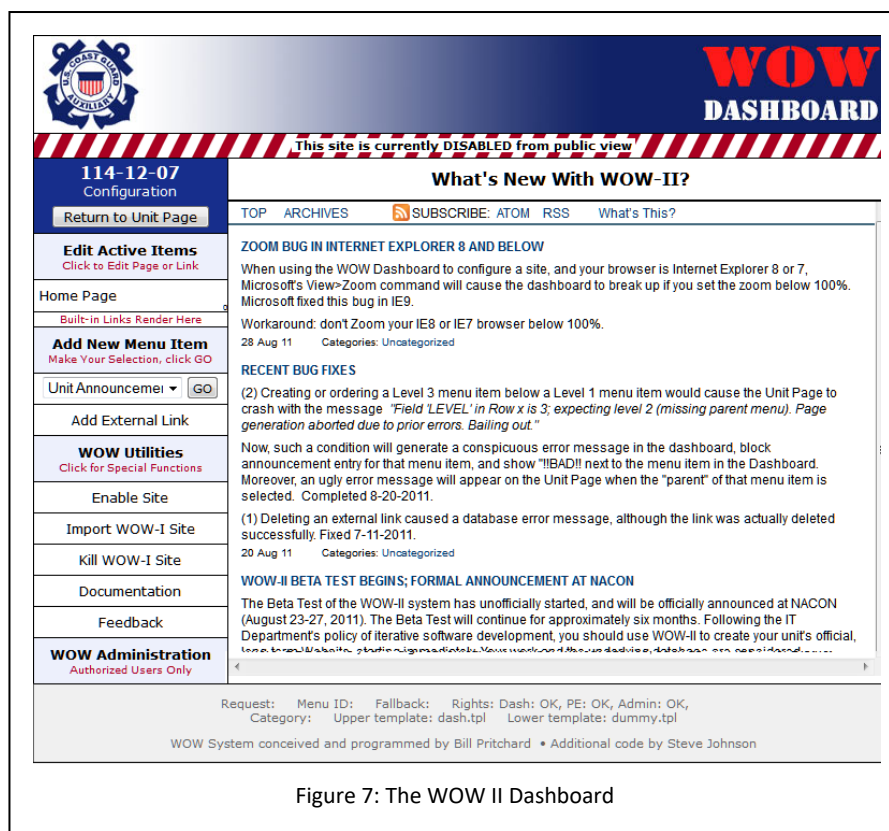 U.S. COAST GUARD
AUXILIARY
WOW
DASHBOARD
This site is currently DISABLED from public view
114-12-07
Configuration
Return to Unit Page
Edit Active Items
Click to Edit Page or Link
Home Page
Built-in Links Render Here
Add New Menu Item
Make Your Selection, click GO
Unit Announcemei GO
Add External Link
WOW Utilities
Click for Special Functions
Enable Site
Import WOW-I Site
Kill WOW-I Site
Documentation
Feedback
WOW Administration
Authorized Users Only
What's New With WOW-II?
TOP ARCHIVES SUBSCRIBE: ATOM RSS What's This?
ZOOM BUG IN INTERNET EXPLORER 8 AND BELOW
When using the WOW Dashboard to configure a site, and your browser is Internet Explorer 8 or 7,
Microsoft's View>Zoom command will cause the dashboard to break up if you set the zoom below 100%.
Microsoft fixed this bug in IE9.
Workaround: don't Zoom your IE8 or IE7 browser below 100%.
28 Aug 11 Categories: Uncategorized
RECENT BUG FIXES
(2) Creating or ordering a Level 3 menu item below a Level 1 menu item would cause the Unit Page to
crash with the message "Field 'LEVEL' in Row x is 3; expecting level 2 (missing parent menu). Page
generation aborted due to prior errors. Bailing out."
Now, such a condition will generate a conspicuous error message in the dashboard, block
announcement entry for that menu item, and show "!!BAD!! next to the menu item in the Dashboard.
Moreover, an ugly error message will appear on the Unit Page when the "parent" of that menu item is
selected. Completed 8-20-2011.
(1) Deleting an external link caused a database error message, although the link was actually deleted
successfully. Fixed 7-11-2011.
20 Aug 11 Categories: Uncategorized
WOW-II BETA TEST BEGINS; FORMAL ANNOUNCEMENT AT NACON
The Beta Test of the WOW-II system has unofficially started, and will be officially announced at NACON
(August 23-27, 2011). The Beta Test will continue for approximately six months. Following the IT
Department's policy of iterative software development, you should use WOW-II to create your unit's official,
Request: Menu ID: Fallback: Rights: Dash: OK, PE: OK, Admin: OK,
Category: Upper template: dash.tpl Lower template: dummy.tpl
WOW System conceived and programmed by Bill Pritchard • Additional code by Steve Johnson
Figure 7: The WOW II Dashboard